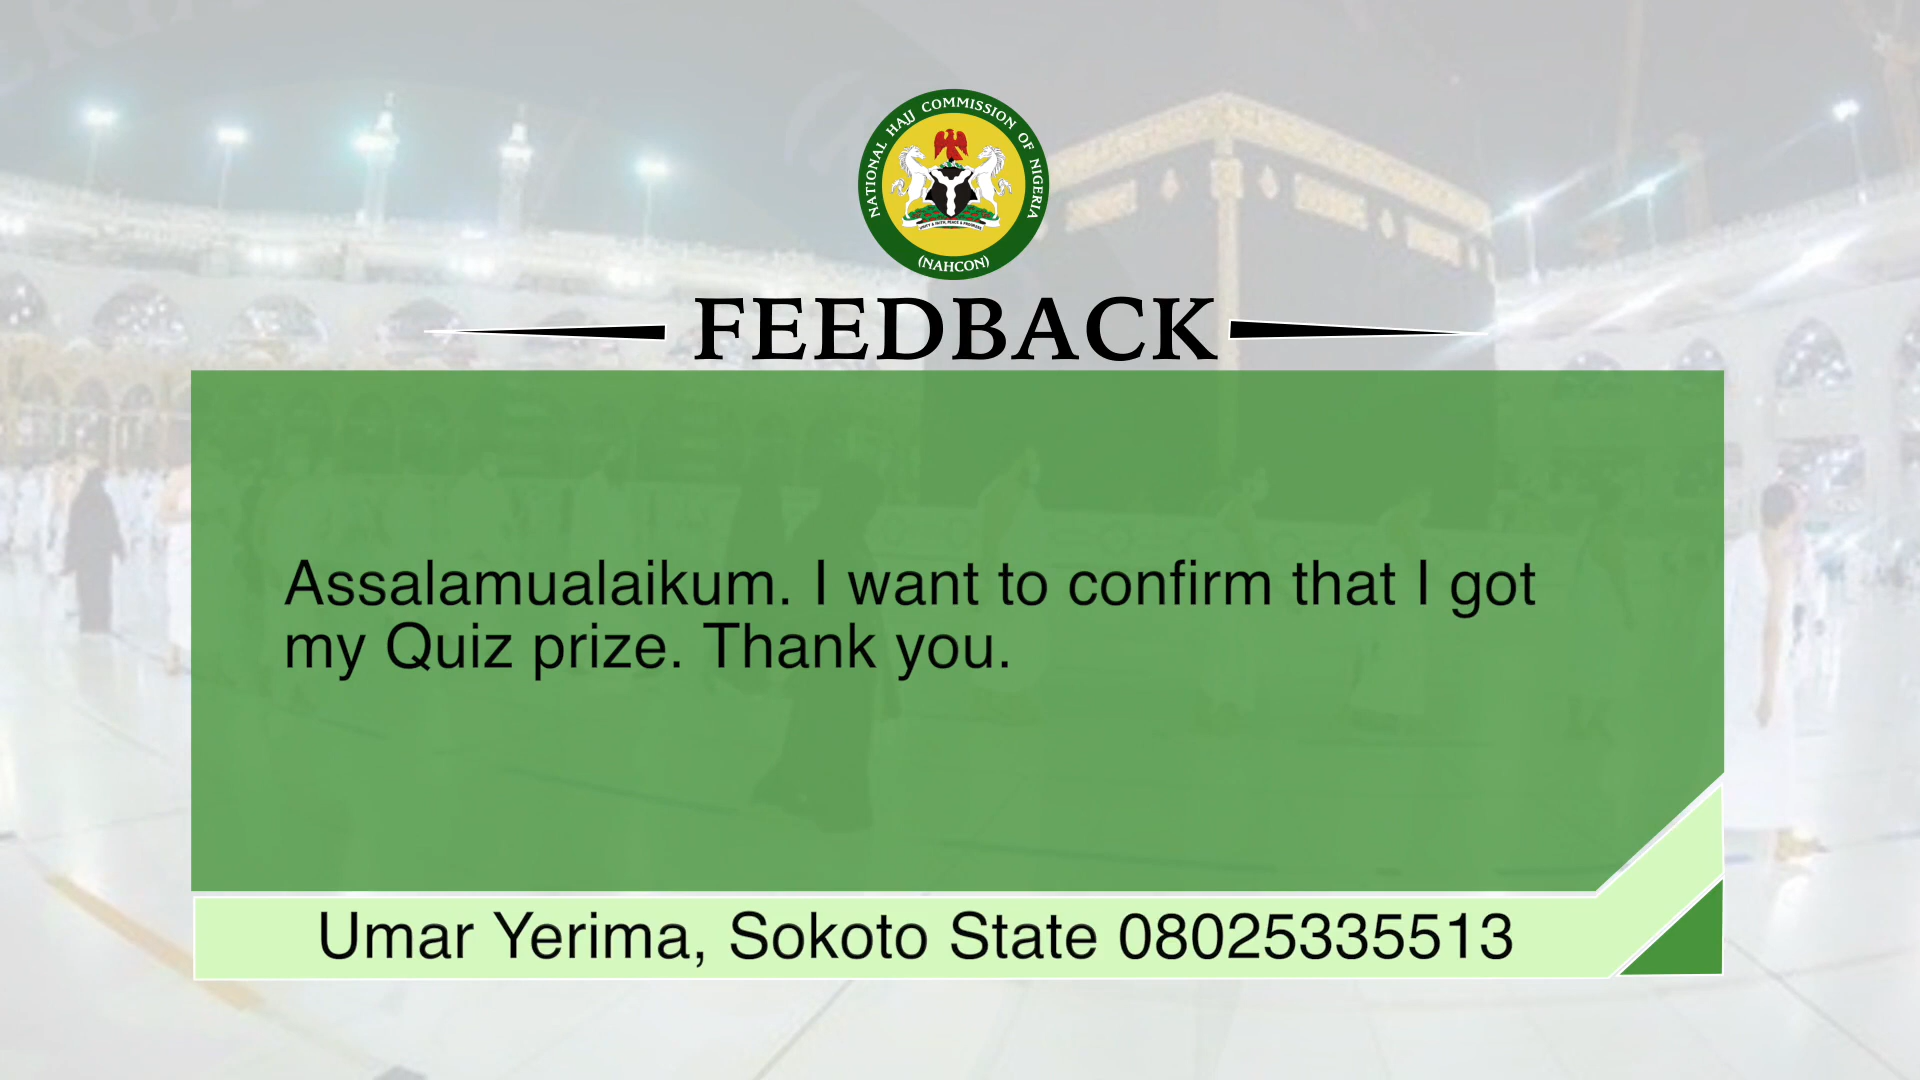 NATIONAL HAJJ COMMISSION OF NIGERIA
(NAHCON)
FEEDBACK
Assalamualaikum. I want to confirm that I got
my Quiz prize. Thank you.
Umar Yerima, Sokoto State 08025335513